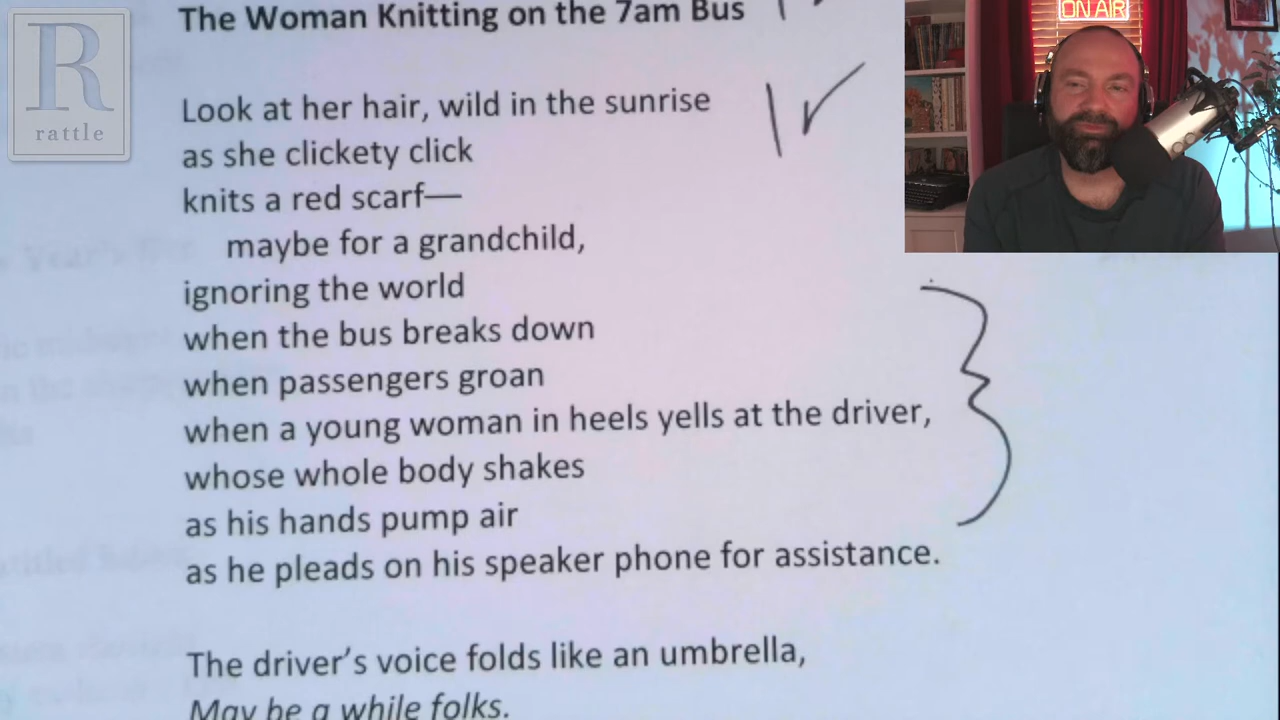 The Woman Knitting on the 7am Bus
Look at her hair, wild in the sunrise
as she clickety click
knits a red scarf—
maybe for a grandchild,
ignoring the world
when the bus breaks down
when passengers groan
when a young woman in heels yells at the driver,
whose whole body shakes
as his hands pump air
as he pleads on his speaker phone for assistance.
The driver’s voice folds like an umbrella,
May be a while folks.
R
rattle
ON AIR